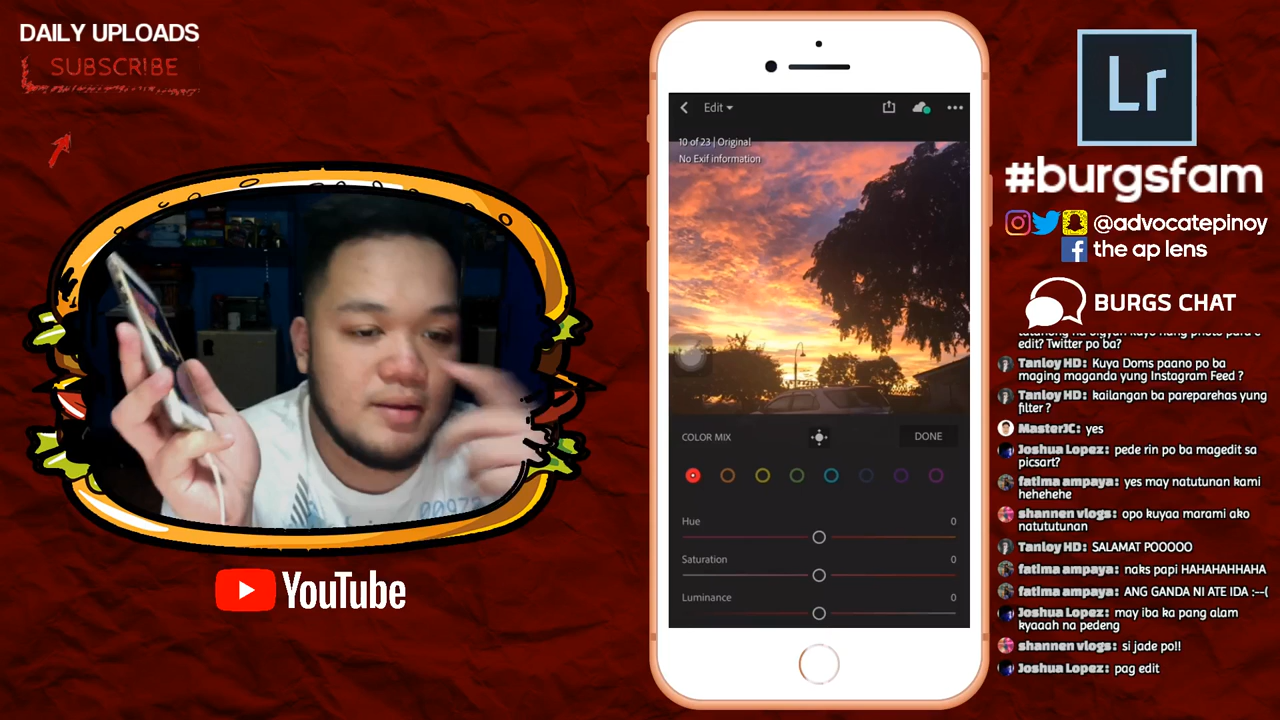 DAILY UPLOADS
SUBSCRIBE
YouTube
Edit
10 of 23 | Original
No Exif information
COLOR MIX
DONE
Hue 0
Saturation 0
Luminance 0
Lr
#burgsfam
@advocatepinoy
the ap lens
BURGS CHAT
edit? Twitter po ba?
Tanloy HD: Kuya Doms paano po ba
maging maganda yung Instagram Feed ?
Tanloy HD: kailangan ba pareparehas yung
filter ?
MasterJC: yes
Joshua Lopez: pede rin po ba magedit sa
picsart?
fatima ampaya: yes may natutunan kami
hehehehe
shannen vlogs: opo kuyaa marami ako
natututunan
Tanloy HD: SALAMAT POOOOO
fatima ampaya: naks papi HAHAHAHHAHA
fatima ampaya: ANG GANDA NI ATE IDA :--(
Joshua Lopez: may iba ka pang alam
kyaaah na pedeng
shannen vlogs: si jade po!!
Joshua Lopez: pag edit